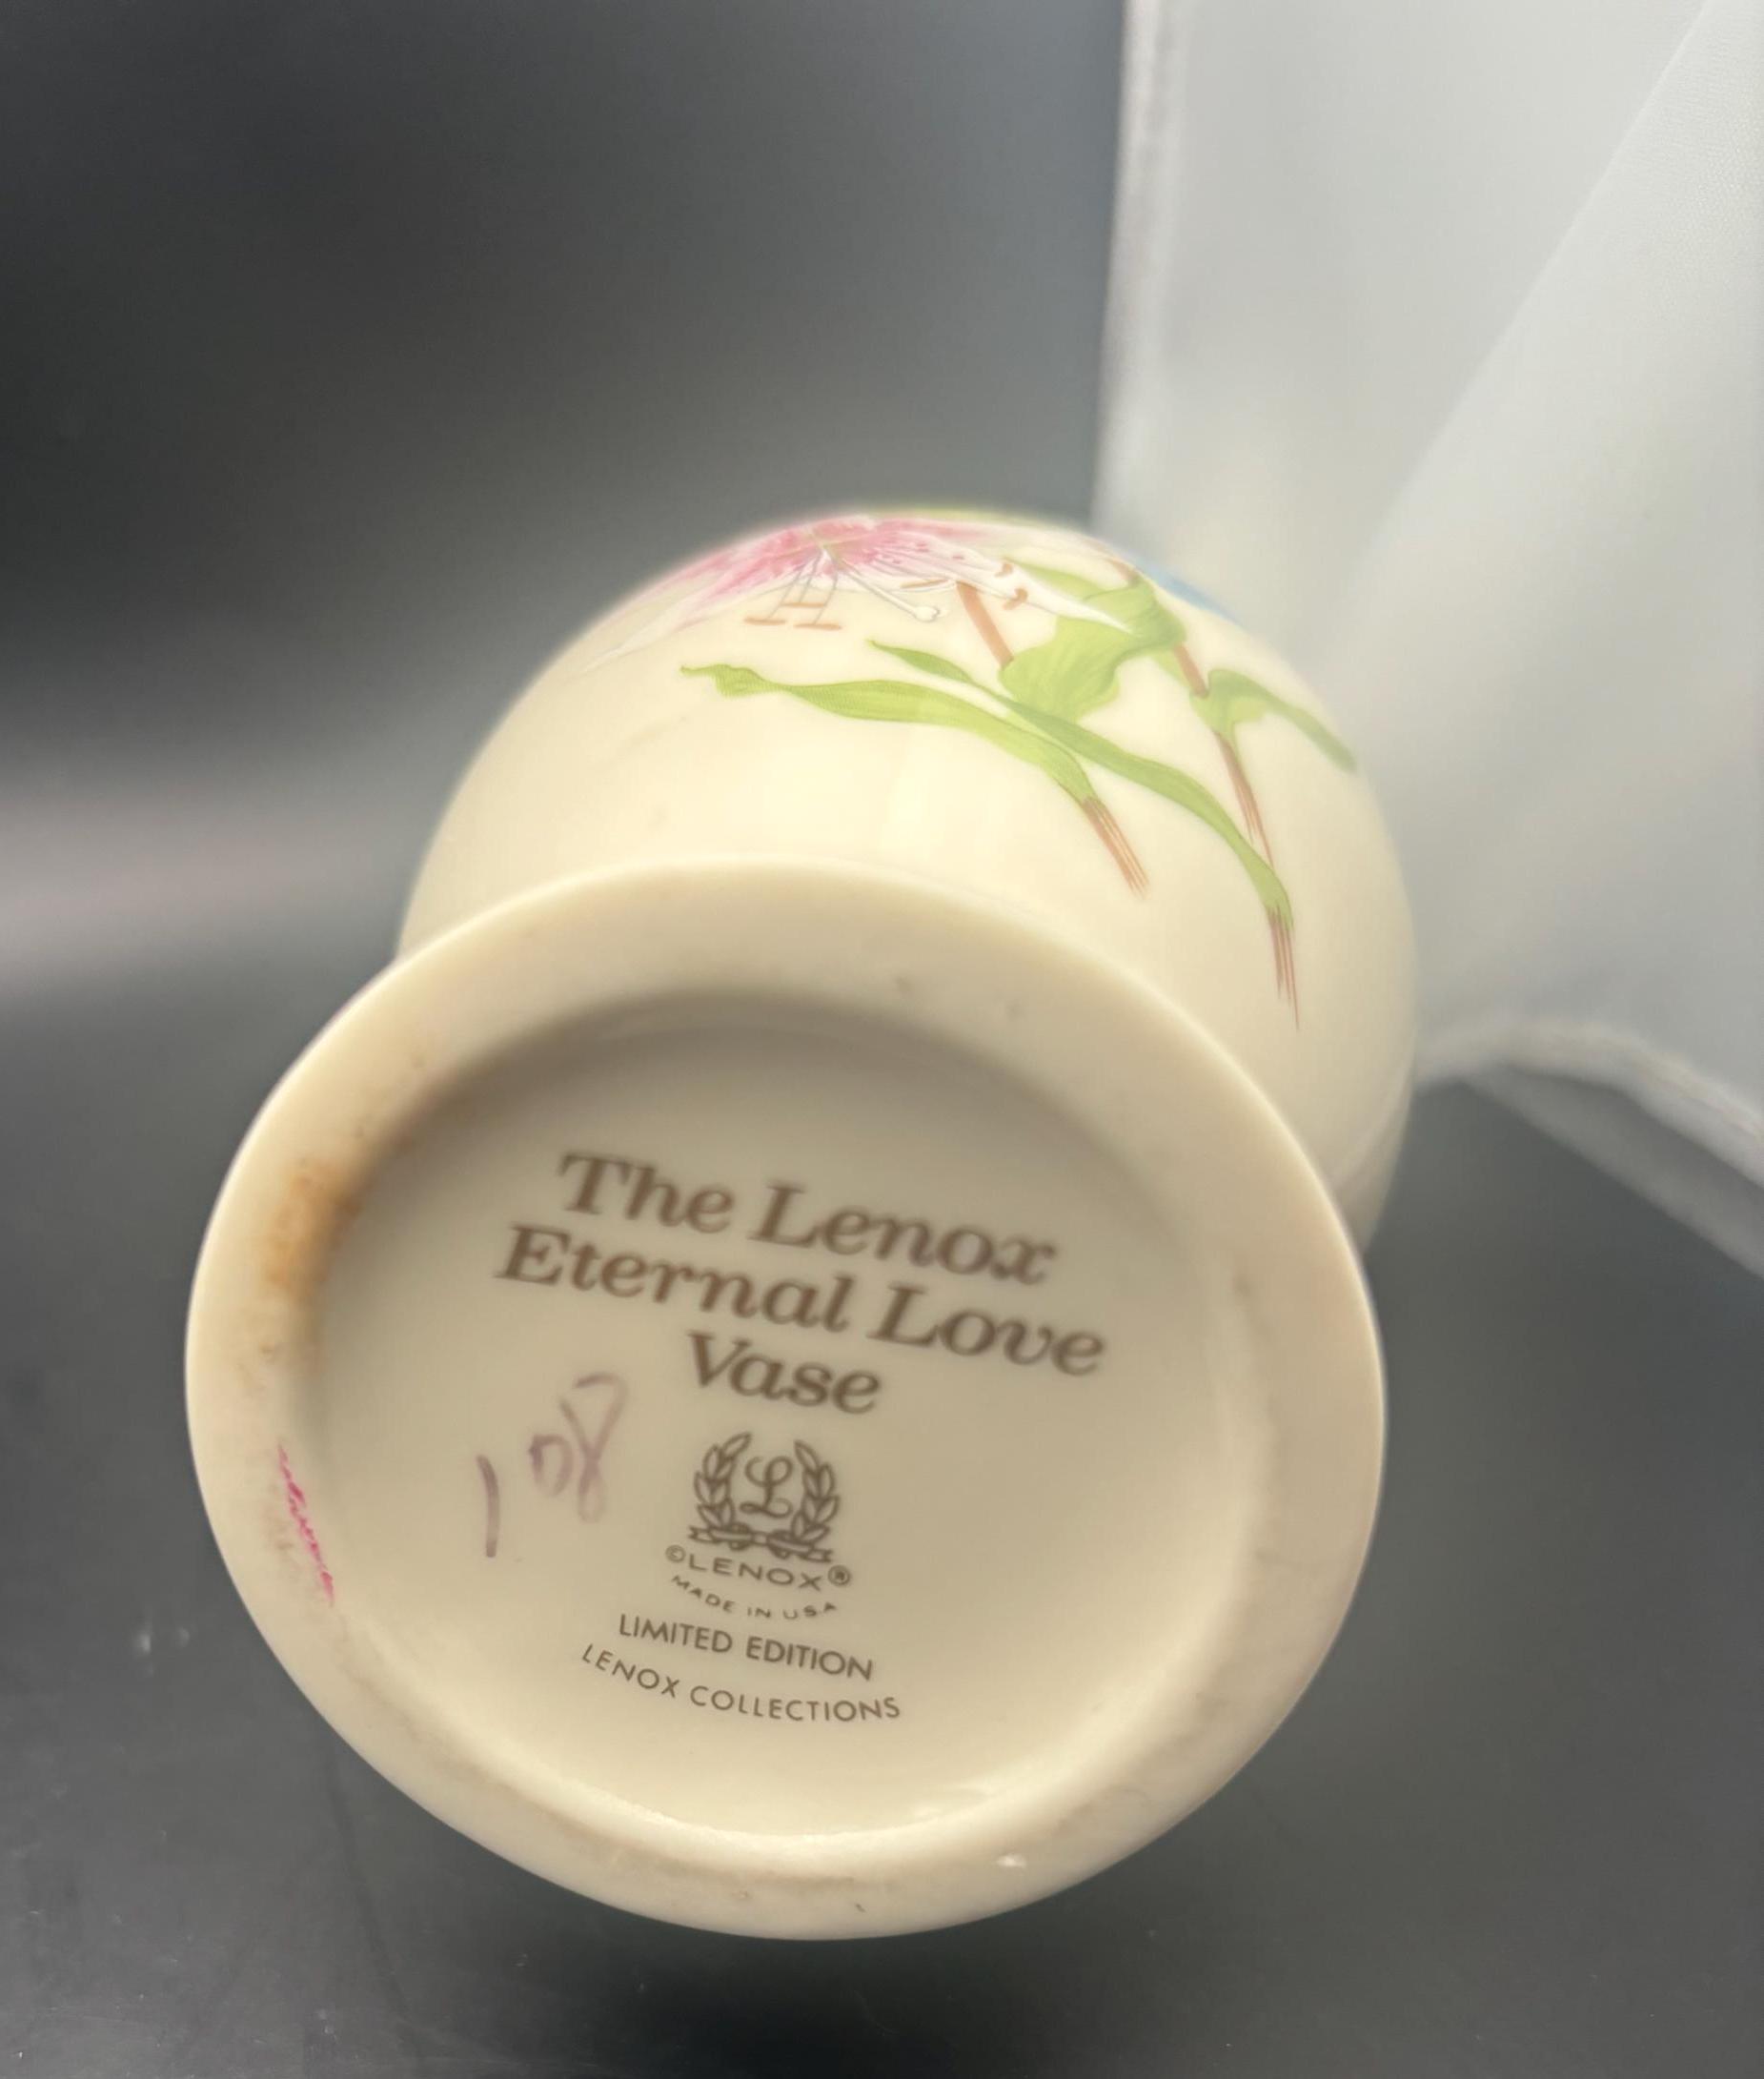 The Lenox
Eternal Love
Vase
108
L
©LENOX®
MADE IN USA
LIMITED EDITION
LENOX COLLECTIONS